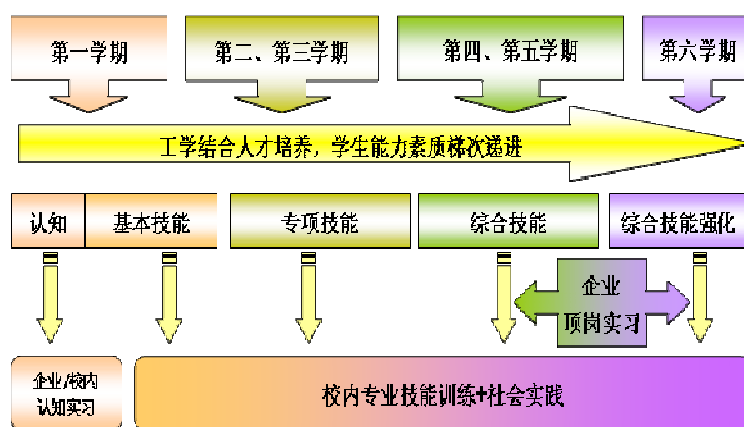 第一学期
第二、第三学期
第四、第五学期
第六学期
工学结合人才培养，学生能力素质梯次递进
认知
基本技能
专项技能
综合技能
综合技能强化
企业
顶岗实习
企业/校内
认知实习
校内专业技能训练+社会实践